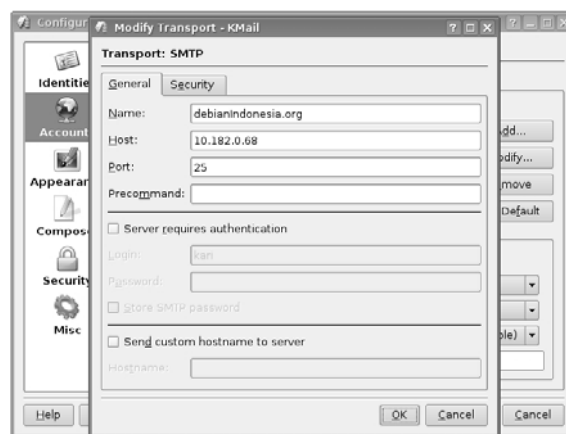 Configur
Modify Transport - KMail
Transport: SMTP
General
Security
Name: debianIndonesia.org
Host: 10.182.0.68
Port: 25
Precommand:
Server requires authentication
Login: kari
Password:
Store SMTP password
Send custom hostname to server
Hostname:
OK
Cancel
Identitie
Account
Appearar
Compos
Security
Misc
dd...
odify...
move
Default
ole)
Help
Cancel